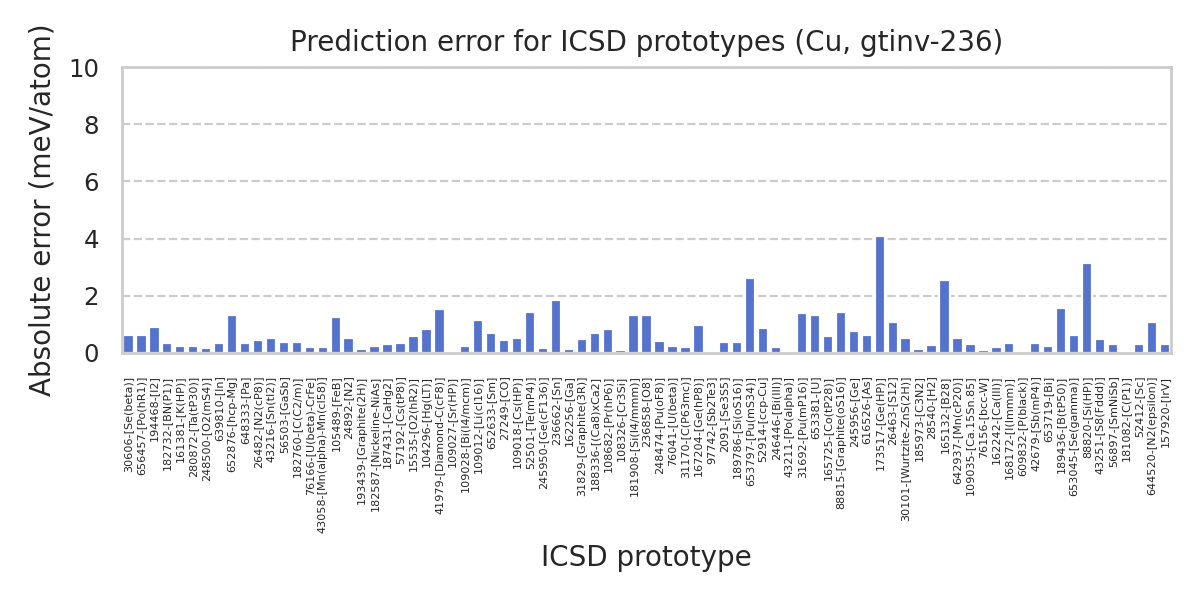 Prediction error for ICSD prototypes (Cu, gtinv-236)
Absolute error (meV/atom)
10
8
6
4
2
0
30606-[Se(beta)]
656457-[Po(hR1)]
194468-[I2]
182732-[BN(P1)]
161381-[K(HP)]
280872-[Ta(tP30)]
248500-[O2(mS4)]
639810-[In]
652876-[hcp-Mg]
648333-[Pa]
26482-[N2(cP8)]
43216-[Sn(tI2)]
56503-[GaSb]
182760-[C(C2/m)]
76166-[U(beta)-CrFe]
43058-[Mn(alpha)-Mn(cI58)]
1054899-[FeB]
24892-[N2]
193439-[Graphite(2H)]
182587-[Nickeline-NiAs]
187431-[CaHg2]
57192-[Cs(tP8)]
15535-[O2(hR2)]
104296-[Hg(LT)]
41979-[Diamond-C(cF8)]
109027-[Sr(HP)]
109028-[Bi(I4/mcm)]
109012-[Li(cI16)]
652633-[Sm]
27249-[CO]
109018-[Cs(HP)]
52501-[Te(mP4)]
245950-[Ge(cF136)]
236662-[Sn]
162256-[Ga]
31829-[Graphite(3R)]
188336-[(Ca8)xCa2]
108682-[Pr(hP6)]
108326-[Cr3Si]
181908-[Si(I4/mmm)]
236858-[O8]
248474-[Pu(oF8)]
76041-[U(beta)]
31170-[C(P63mc)]
167204-[Ge(hP8)]
97742-[Sb2Te3]
2091-[Se3S5]
189786-[Si(oS16)]
653797-[Pu(mS34)]
52914-[ccp-Cu]
246446-[Bi(III)]
43211-[Po(alpha)]
31692-[Pu(mP16)]
653381-[U]
165725-[Co(tP28)]
88815-[Graphite(oS16)]
245956-[Ge]
616526-[As]
173517-[Ge(HP)]
264633-[S12]
30101-[Wurtzite-ZnS(2H)]
185973-[C3N2]
28540-[H2]
165132-[B28]
642937-[Mn(cP20)]
109035-[Ca.15Sn.85]
76156-[bcc-W]
162242-[Ca(III)]
168172-[I(Immm)]
609832-[P(black)]
42679-[Sb(mP4)]
653719-[Bi]
189436-[B(tP50)]
653045-[Se(gamma)]
88820-[Si(HP)]
43251-[S8(Fddd)]
56897-[SmNiSb]
181082-[C(P1)]
52412-[Sc]
644520-[N2(epsilon)]
157920-[IrV]
ICSD prototype